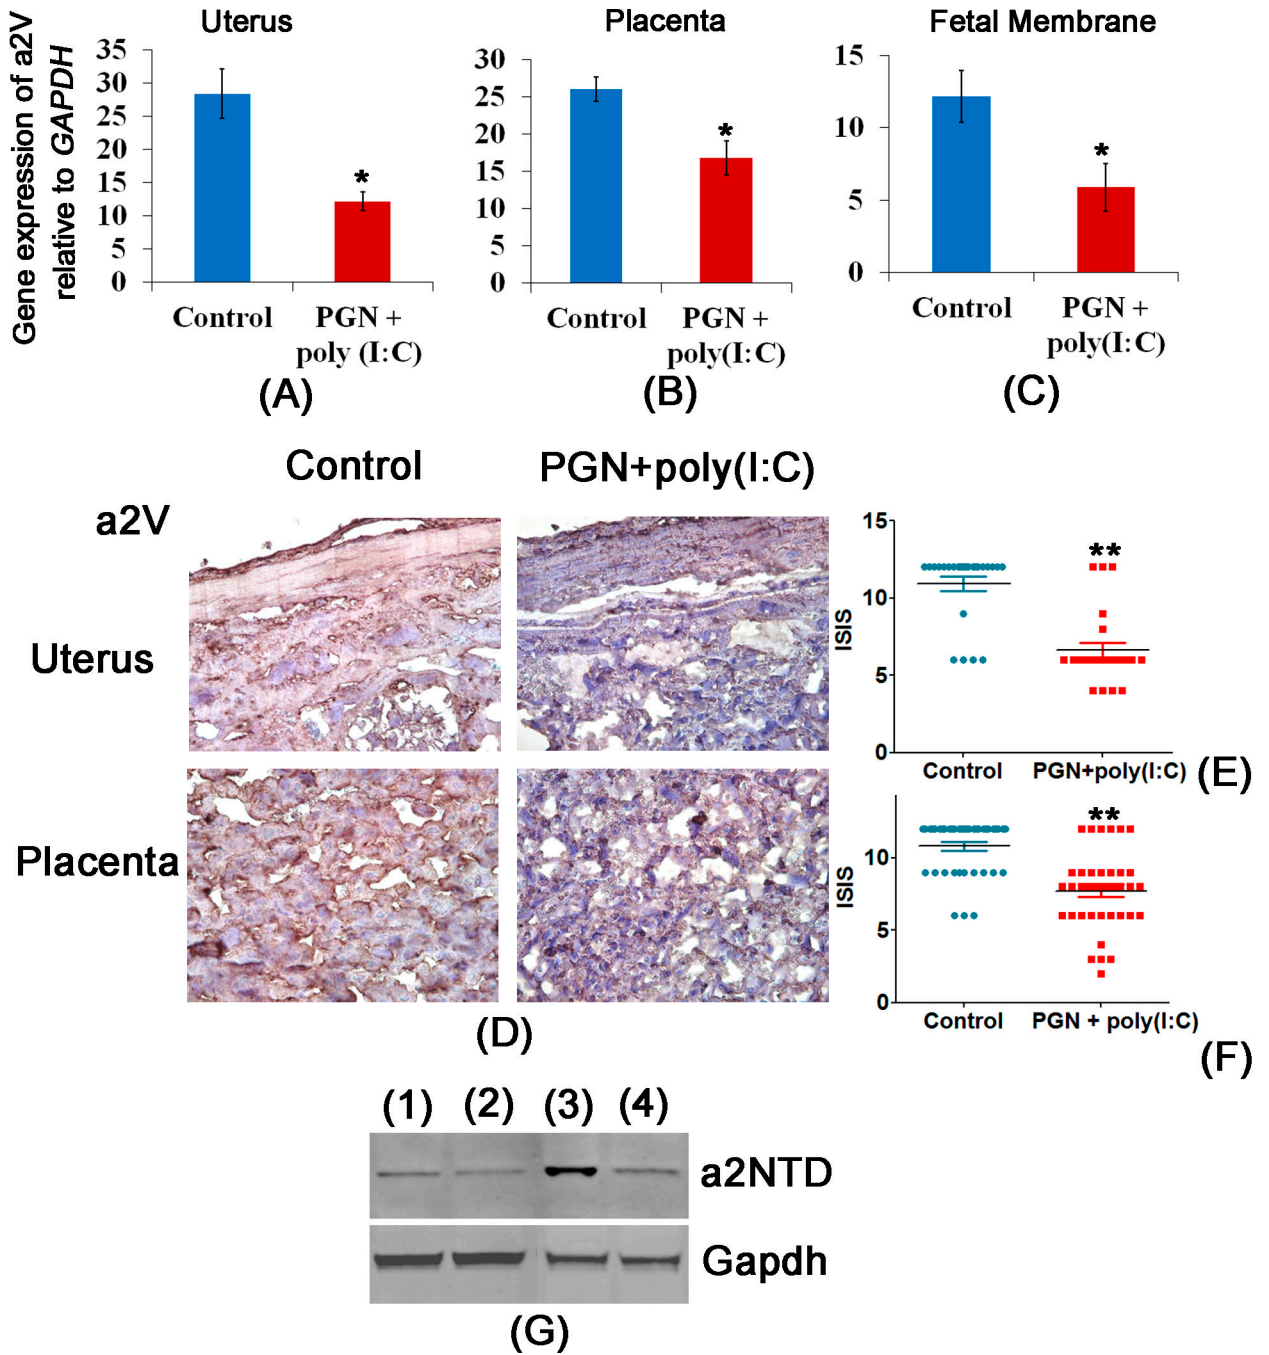 Gene expression of a2V
relative to GAPDH
Uterus
35
30
25
20
15
10
5
0
*
Control
PGN +
poly (I:C)
(A)
Placenta
30
25
20
15
10
5
0
*
Control
PGN +
poly(I:C)
(B)
Fetal Membrane
15
10
5
0
*
Control
PGN +
poly(I:C)
(C)
Control
PGN+poly(I:C)
a2V
Uterus
Placenta
(D)
15
10
5
0
ISIS
**
Control
PGN+poly(I:C)
(E)
10
5
0
ISIS
**
Control
PGN + poly(I:C)
(F)
(1) (2) (3) (4)
a2NTD
Gapdh
(G)